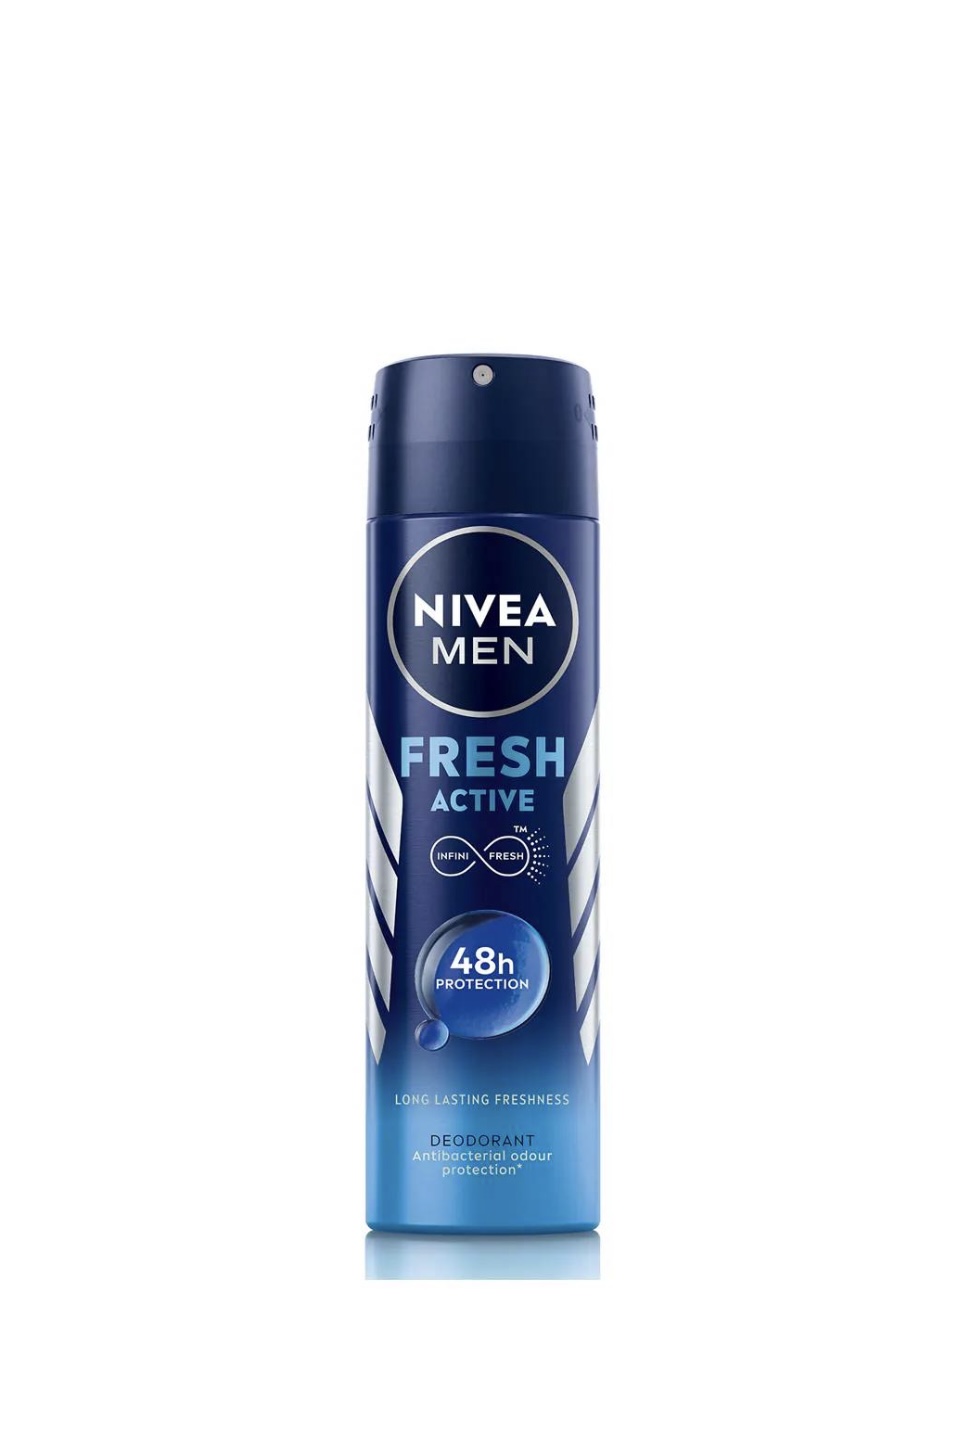 NIVEA
MEN
FRESH
ACTIVE
TM
INFINI FRESH
48h
PROTECTION
LONG LASTING FRESHNESS
DEODORANT
Antibacterial odour
protection*